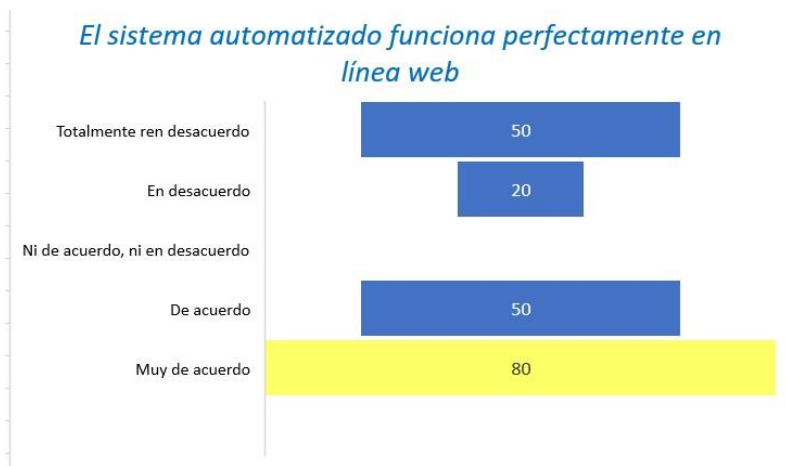 El sistema automatizado funciona perfectamente en
línea web
Totalmente ren desacuerdo
50
En desacuerdo
20
Ni de acuerdo, ni en desacuerdo
De acuerdo
50
Muy de acuerdo
80